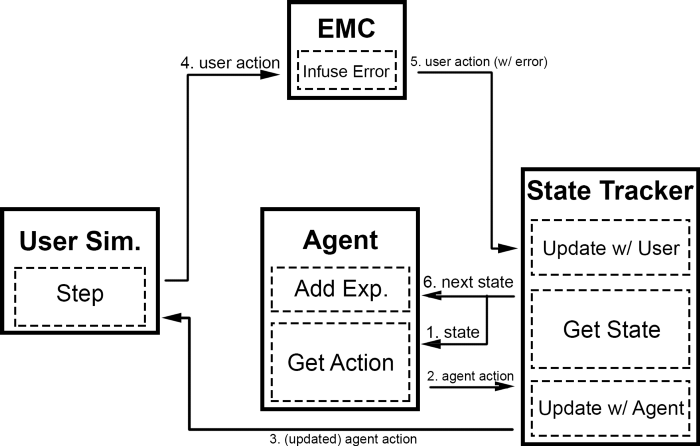 EMC
Infuse Error
4. user action
5. user action (w/ error)
State Tracker
Update w/ User
Get State
Update w/ Agent
User Sim.
Step
Agent
Add Exp.
Get Action
6. next state
1. state
2. agent action
3. (updated) agent action